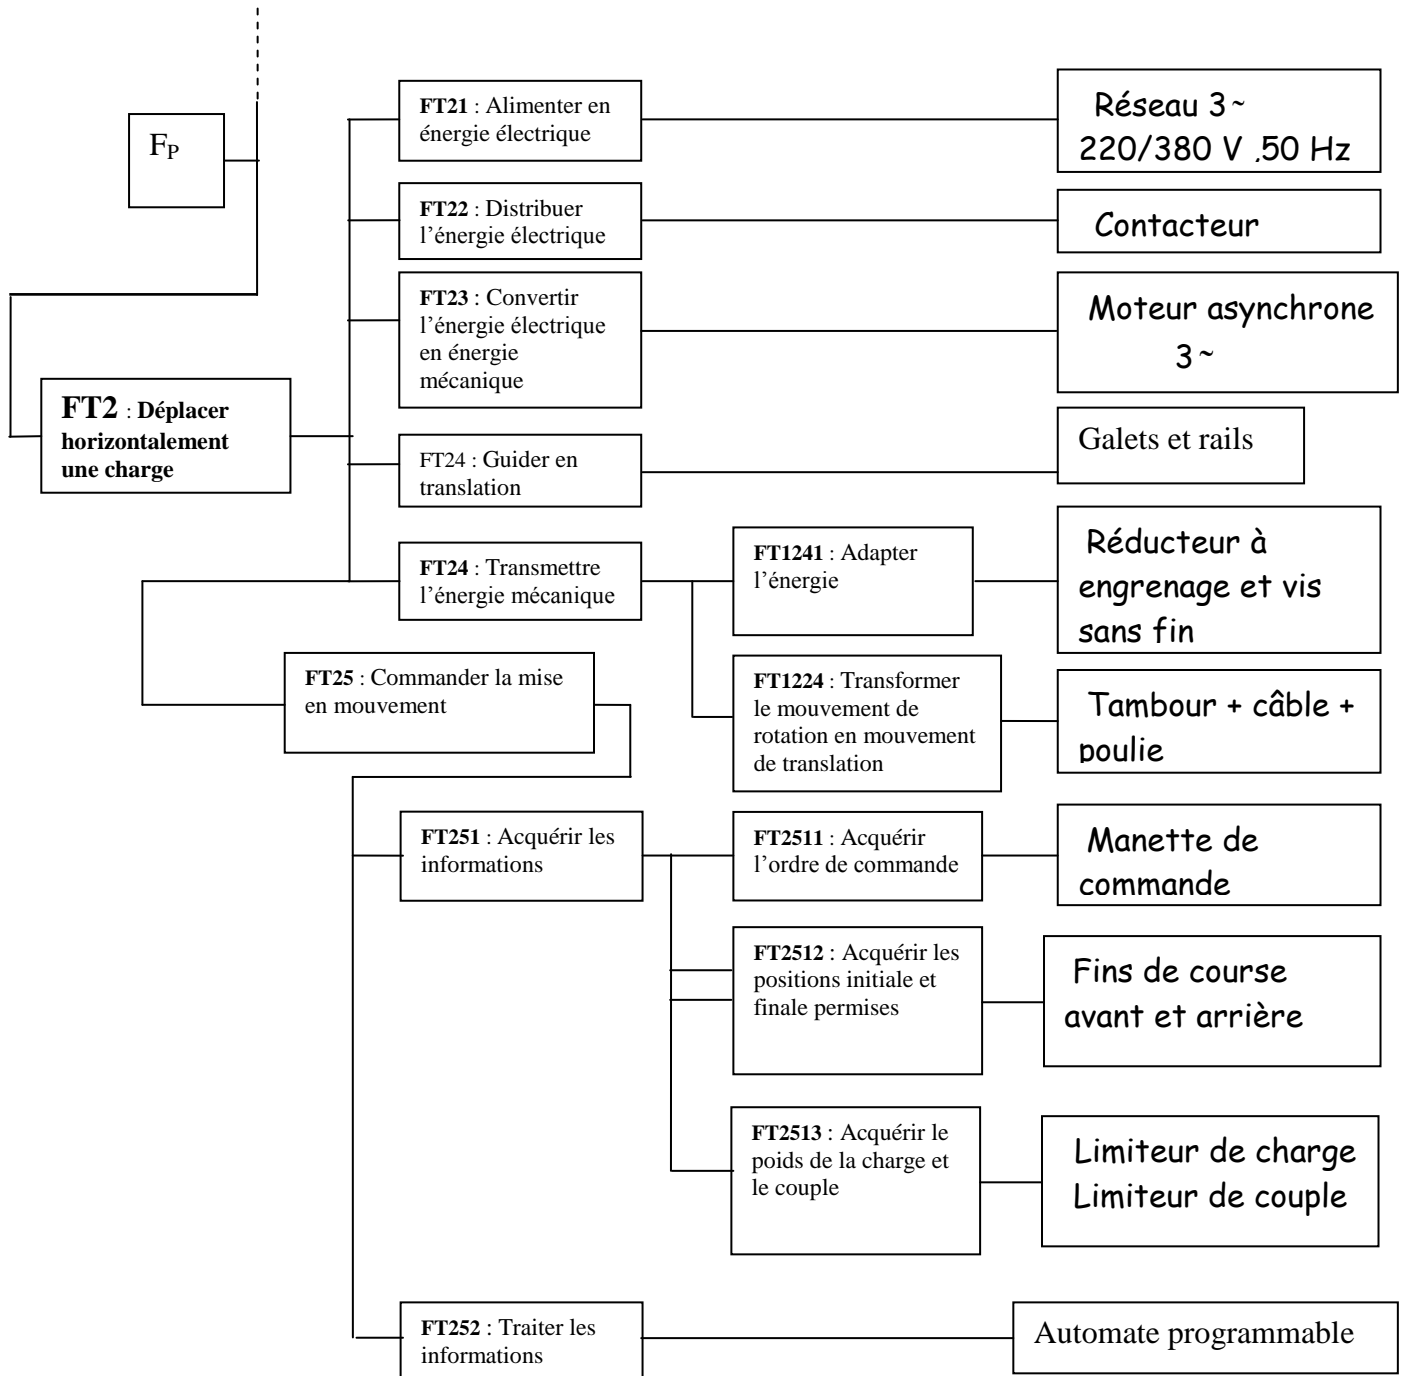 F_P
FT21 : Alimenter en
énergie électrique
Réseau 3~
220/380 V ,50 Hz
FT22 : Distribuer
l’énergie électrique
Contacteur
FT23 : Convertir
l’énergie électrique
en énergie
mécanique
Moteur asynchrone
3~
FT2 : Déplacer
horizontalement
une charge
FT24 : Guider en
translation
Galets et rails
FT24 : Transmettre
l’énergie mécanique
FT1241 : Adapter
l’énergie
Réducteur à
engrenage et vis
sans fin
FT25 : Commander la mise
en mouvement
FT1224 : Transformer
le mouvement de
rotation en mouvement
de translation
Tambour + câble +
poulie
FT251 : Acquérir les
informations
FT2511 : Acquérir
l’ordre de commande
Manette de
commande
FT2512 : Acquérir les
positions initiale et
finale permises
Fins de course
avant et arrière
FT2513 : Acquérir le
poids de la charge et
le couple
Limiteur de charge
Limiteur de couple
FT252 : Traiter les
informations
Automate programmable